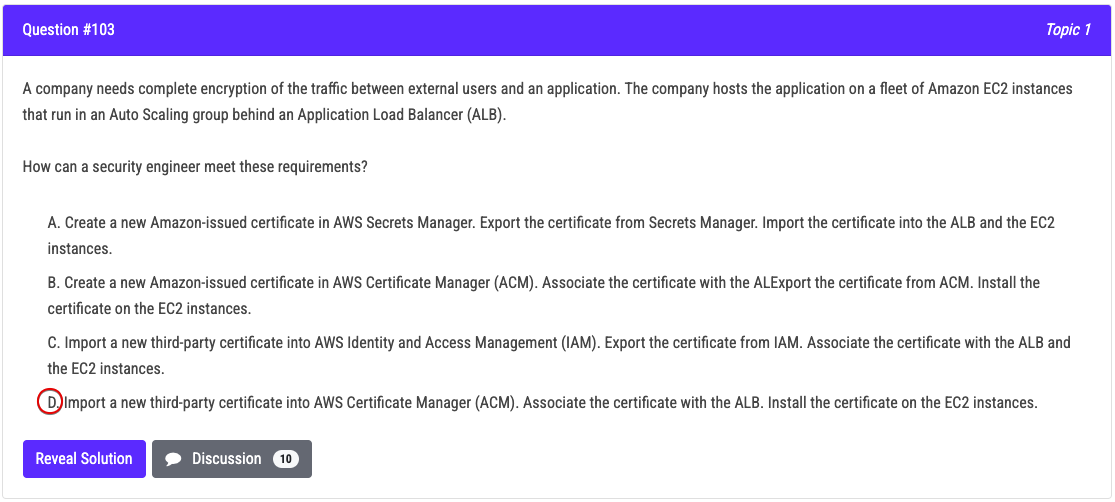 Question #103
Topic 1
A company needs complete encryption of the traffic between external users and an application. The company hosts the application on a fleet of Amazon EC2 instances
that run in an Auto Scaling group behind an Application Load Balancer (ALB).
How can a security engineer meet these requirements?
A. Create a new Amazon-issued certificate in AWS Secrets Manager. Export the certificate from Secrets Manager. Import the certificate into the ALB and the EC2
instances.
B. Create a new Amazon-issued certificate in AWS Certificate Manager (ACM). Associate the certificate with the ALExport the certificate from ACM. Install the
certificate on the EC2 instances.
C. Import a new third-party certificate into AWS Identity and Access Management (IAM). Export the certificate from IAM. Associate the certificate with the ALB and
the EC2 instances.
D. Import a new third-party certificate into AWS Certificate Manager (ACM). Associate the certificate with the ALB. Install the certificate on the EC2 instances.
Reveal Solution
Discussion 10